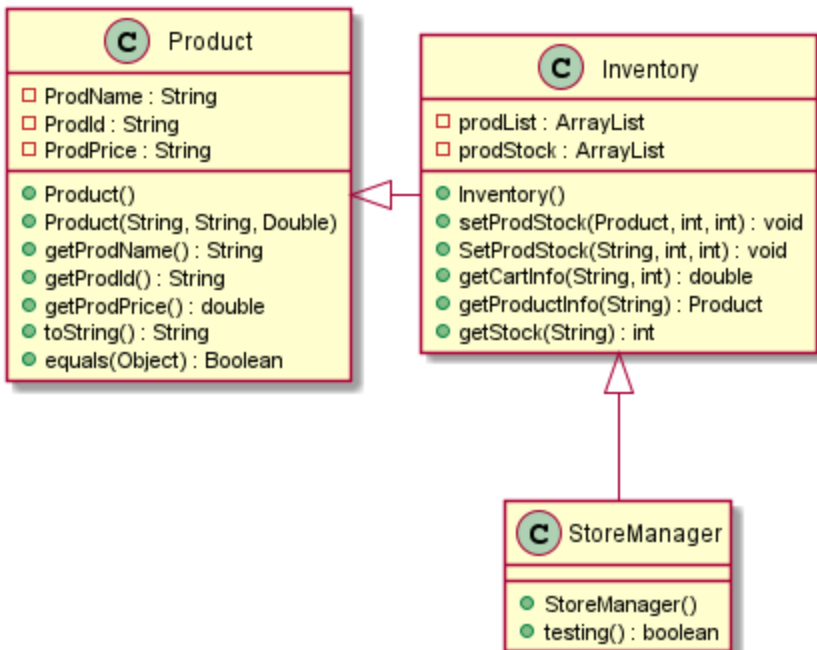 C Product
ProdName : String
ProdId : String
ProdPrice : String
Product()
Product(String, String, Double)
getProdName() : String
getProdId() : String
getProdPrice() : double
toString() : String
equals(Object) : Boolean
C Inventory
prodList : ArrayList
prodStock : ArrayList
Inventory()
setProdStock(Product, int, int) : void
SetProdStock(String, int, int) : void
getCartInfo(String, int) : double
getProductInfo(String) : Product
getStock(String) : int
C StoreManager
StoreManager()
testing() : boolean